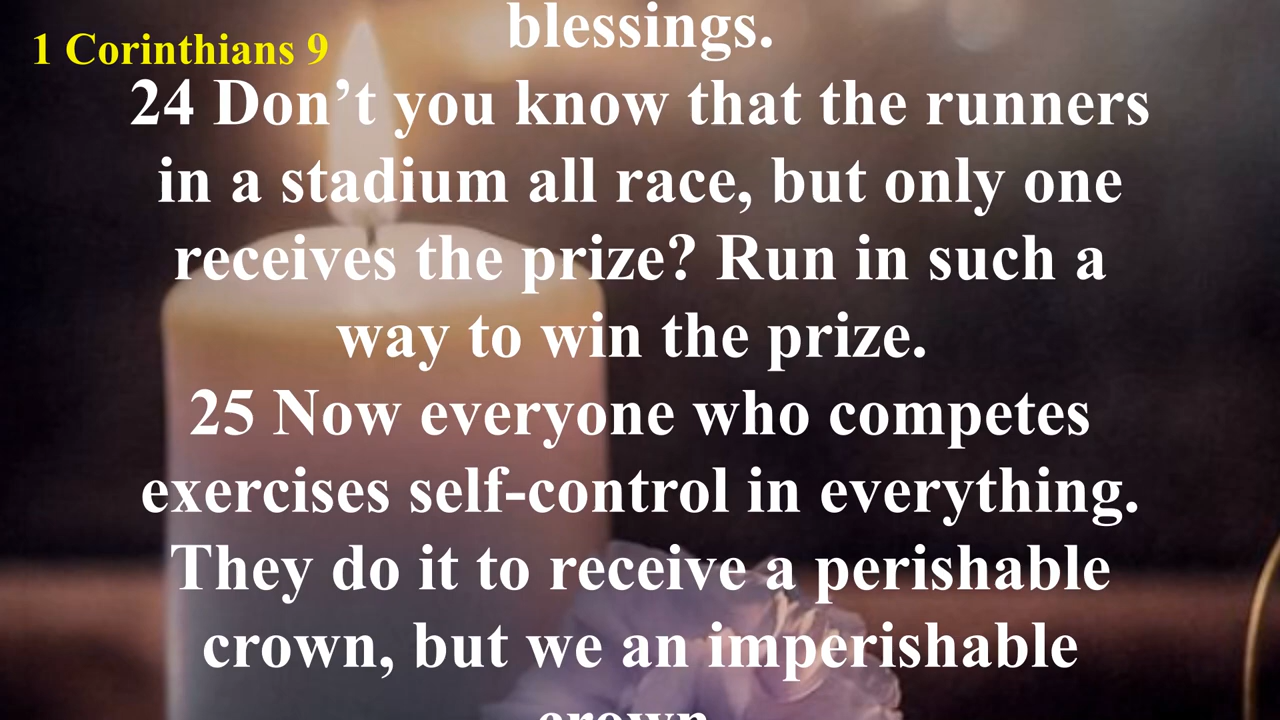 blessings.
1 Corinthians 9
24 Don’t you know that the runners
in a stadium all race, but only one
receives the prize? Run in such a
way to win the prize.
25 Now everyone who competes
exercises self-control in everything.
They do it to receive a perishable
crown, but we an imperishable
crown.